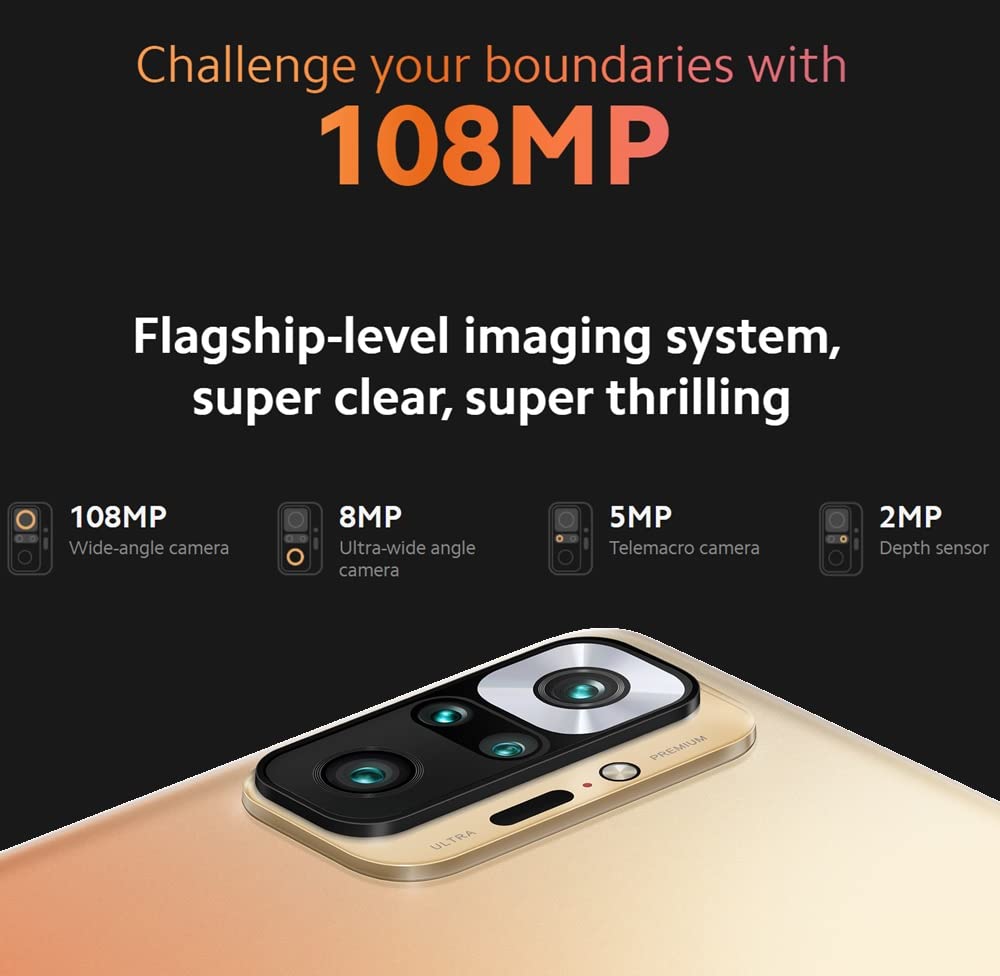 Challenge your boundaries with
108MP
Flagship-level imaging system,
super clear, super thrilling
108MP
Wide-angle camera
8MP
Ultra-wide angle
camera
5MP
Telemacro camera
2MP
Depth sensor
PREMIUM
ULTRA